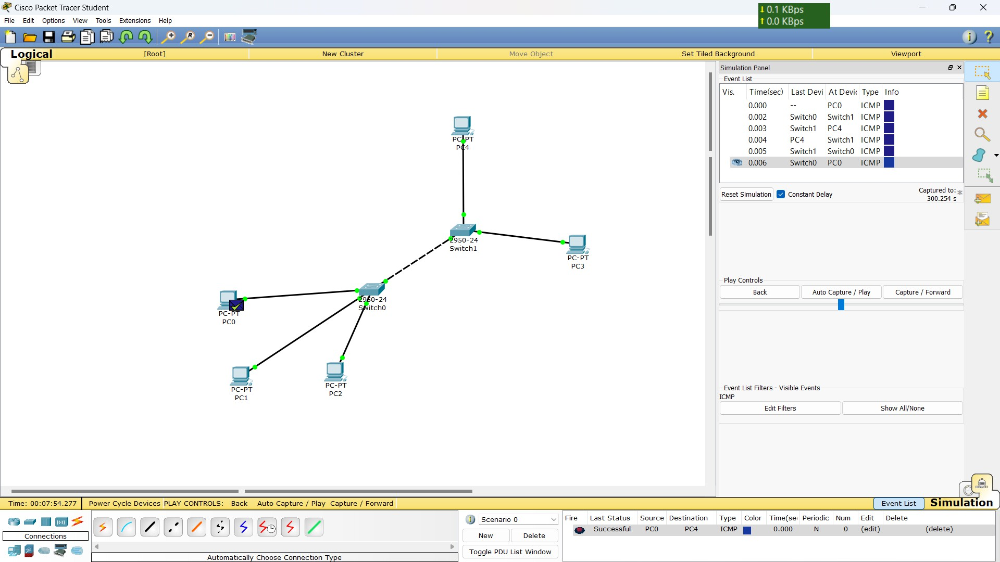 Cisco Packet Tracer Student
0.1 KBps
0.0 KBps
File Edit Options View Tools Extensions Help
Logical [Root] New Cluster Move Object Set Tiled Background Viewport
Simulation Panel
Event List
Vis. Time(sec) Last Devi At Devic Type Info
0.000 -- PC0 ICMP
0.002 Switch0 Switch1 ICMP
0.003 Switch1 PC4 ICMP
0.004 PC4 Switch1 ICMP
0.005 Switch1 Switch0 ICMP
0.006 Switch0 PC0 ICMP
Reset Simulation Constant Delay Captured to: *
300.254 s
Play Controls
Back Auto Capture / Play Capture / Forward
Event List Filters - Visible Events
ICMP
Edit Filters Show All/None
PC-PT
PC4
2950-24
Switch1
PC-PT
PC3
2950-24
Switch0
PC-PT
PC0
PC-PT
PC1
PC-PT
PC2
Time: 00:07:54.277 Power Cycle Devices PLAY CONTROLS: Back Auto Capture / Play Capture / Forward Event List Simulation
Connections
Automatically Choose Connection Type
Scenario 0
New Delete
Toggle PDU List Window
Fire Last Status Source Destination Type Color Time(se Periodic Num Edit Delete
Successful PC0 PC4 ICMP 0.000 N 0 (edit) (delete)